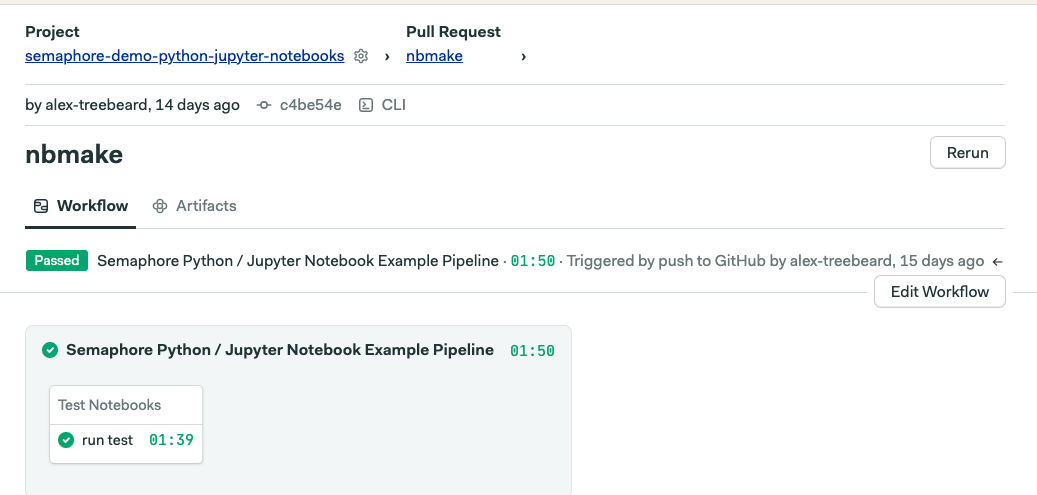 Project Pull Request
semaphore-demo-python-jupyter-notebooks › nbmake ›
by alex-treebeard, 14 days ago c4be54e CLI
nbmake Rerun
Workflow Artifacts
Passed Semaphore Python / Jupyter Notebook Example Pipeline · 01:50 · Triggered by push to GitHub by alex-treebeard, 15 days ago ←
Edit Workflow
Semaphore Python / Jupyter Notebook Example Pipeline 01:50
Test Notebooks
run test 01:39